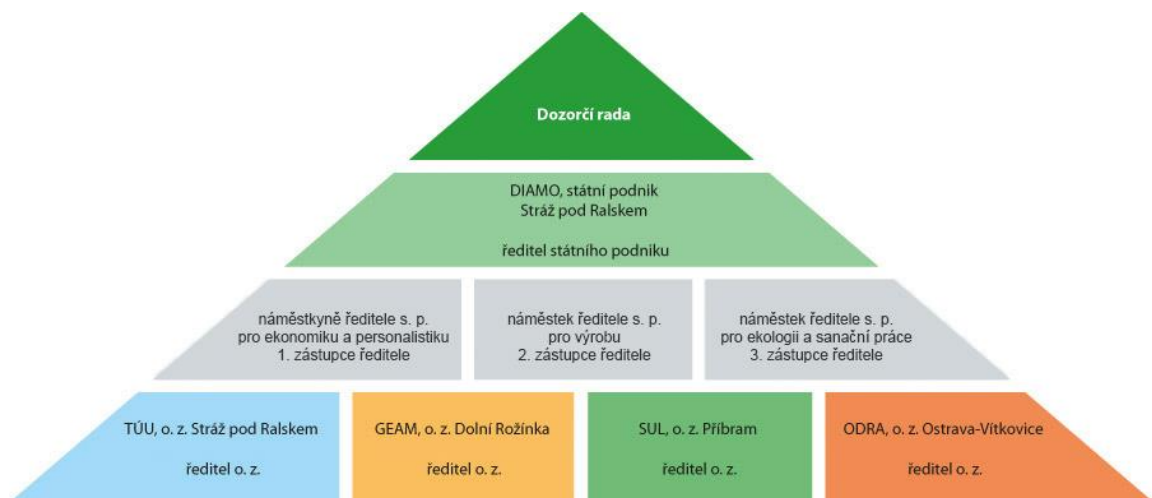 Dozorčí rada
DIAMO, státní podnik
Stráž pod Ralskem
ředitel státního podniku
náměstkyně ředitele s. p.
pro ekonomiku a personalistiku
1. zástupce ředitele
náměstek ředitele s. p.
pro výrobu
2. zástupce ředitele
náměstek ředitele s. p.
pro ekologii a sanační práce
3. zástupce ředitele
TÚU, o. z. Stráž pod Ralskem
ředitel o. z.
GEAM, o. z. Dolní Rožínka
ředitel o. z.
SUL, o. z. Příbram
ředitel o. z.
ODRA, o. z. Ostrava-Vítkovice
ředitel o. z.